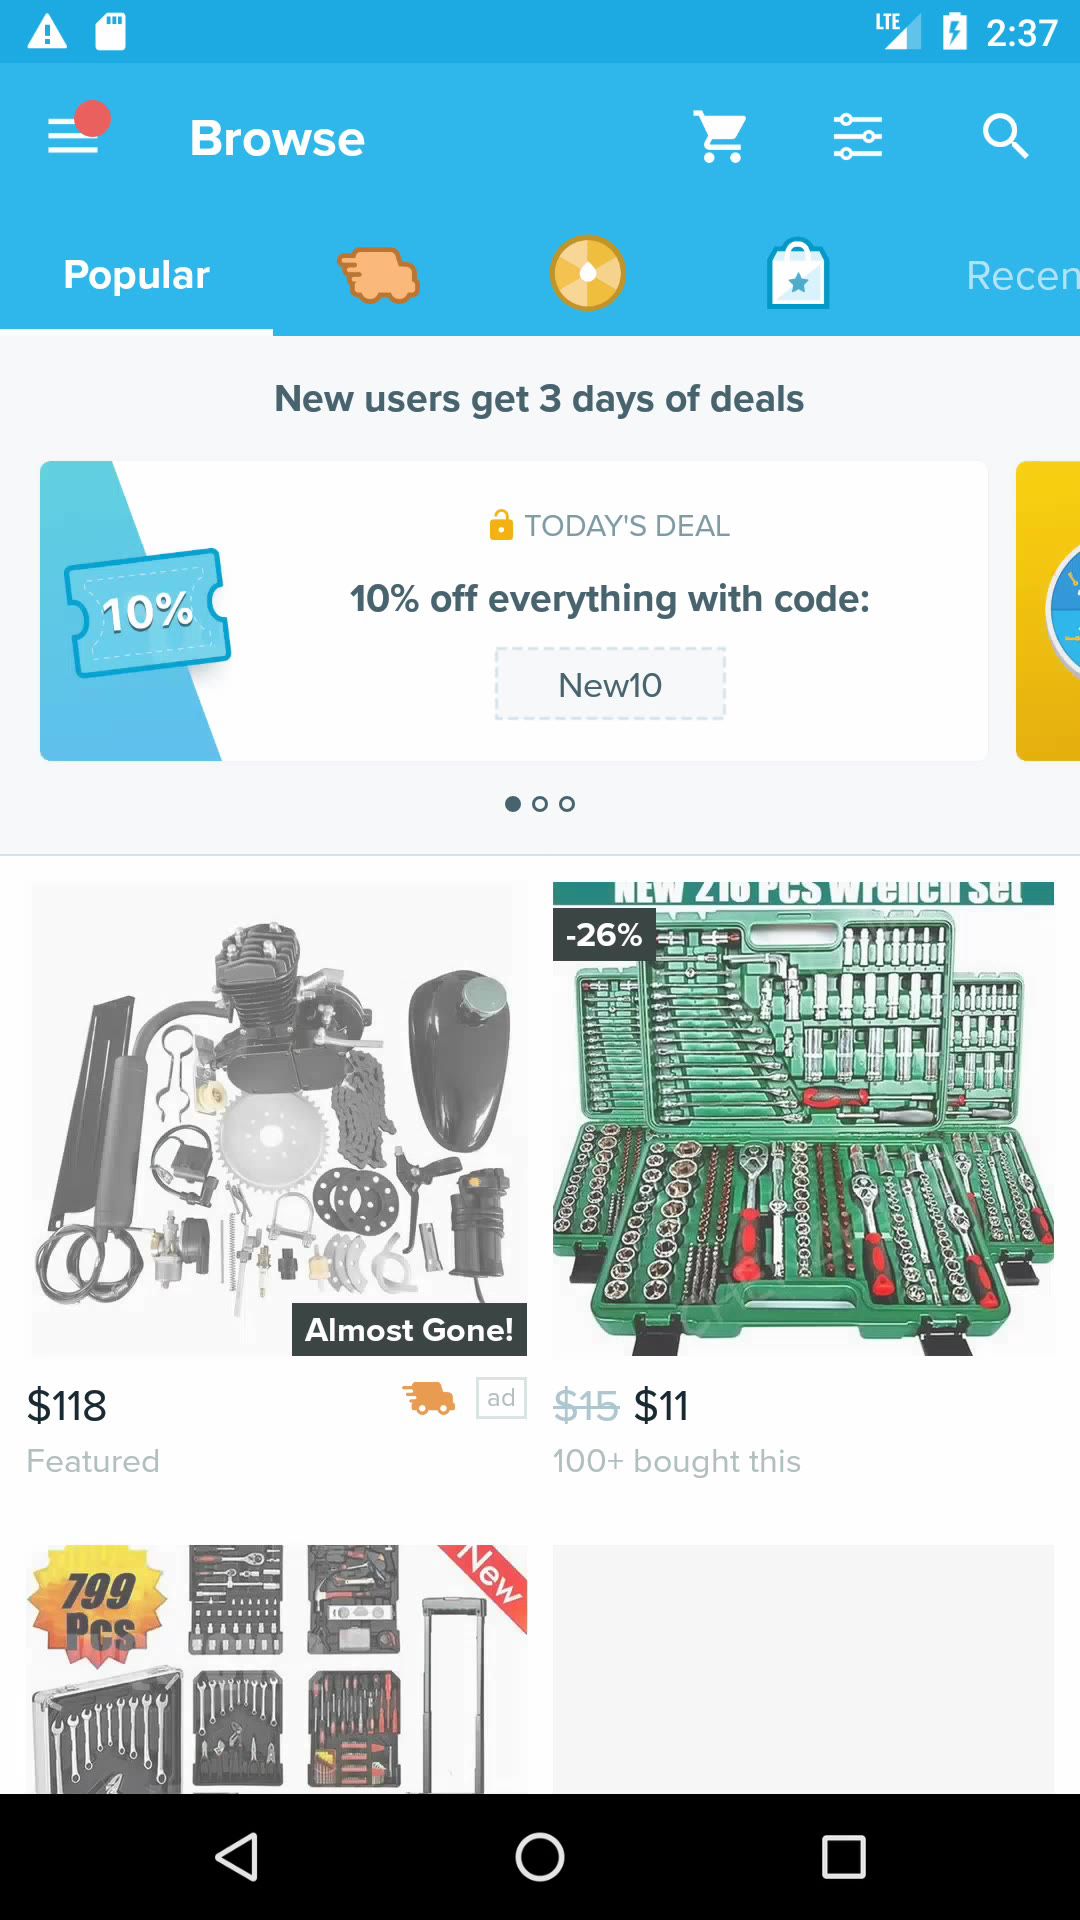 LTE 2:37
Browse
Popular Recen
New users get 3 days of deals
TODAY'S DEAL
10% off everything with code:
10%
New10
NEW 216 PCS Wrench Set
-26%
Almost Gone!
$118 ad $15 $11
Featured 100+ bought this
799
Pcs
New